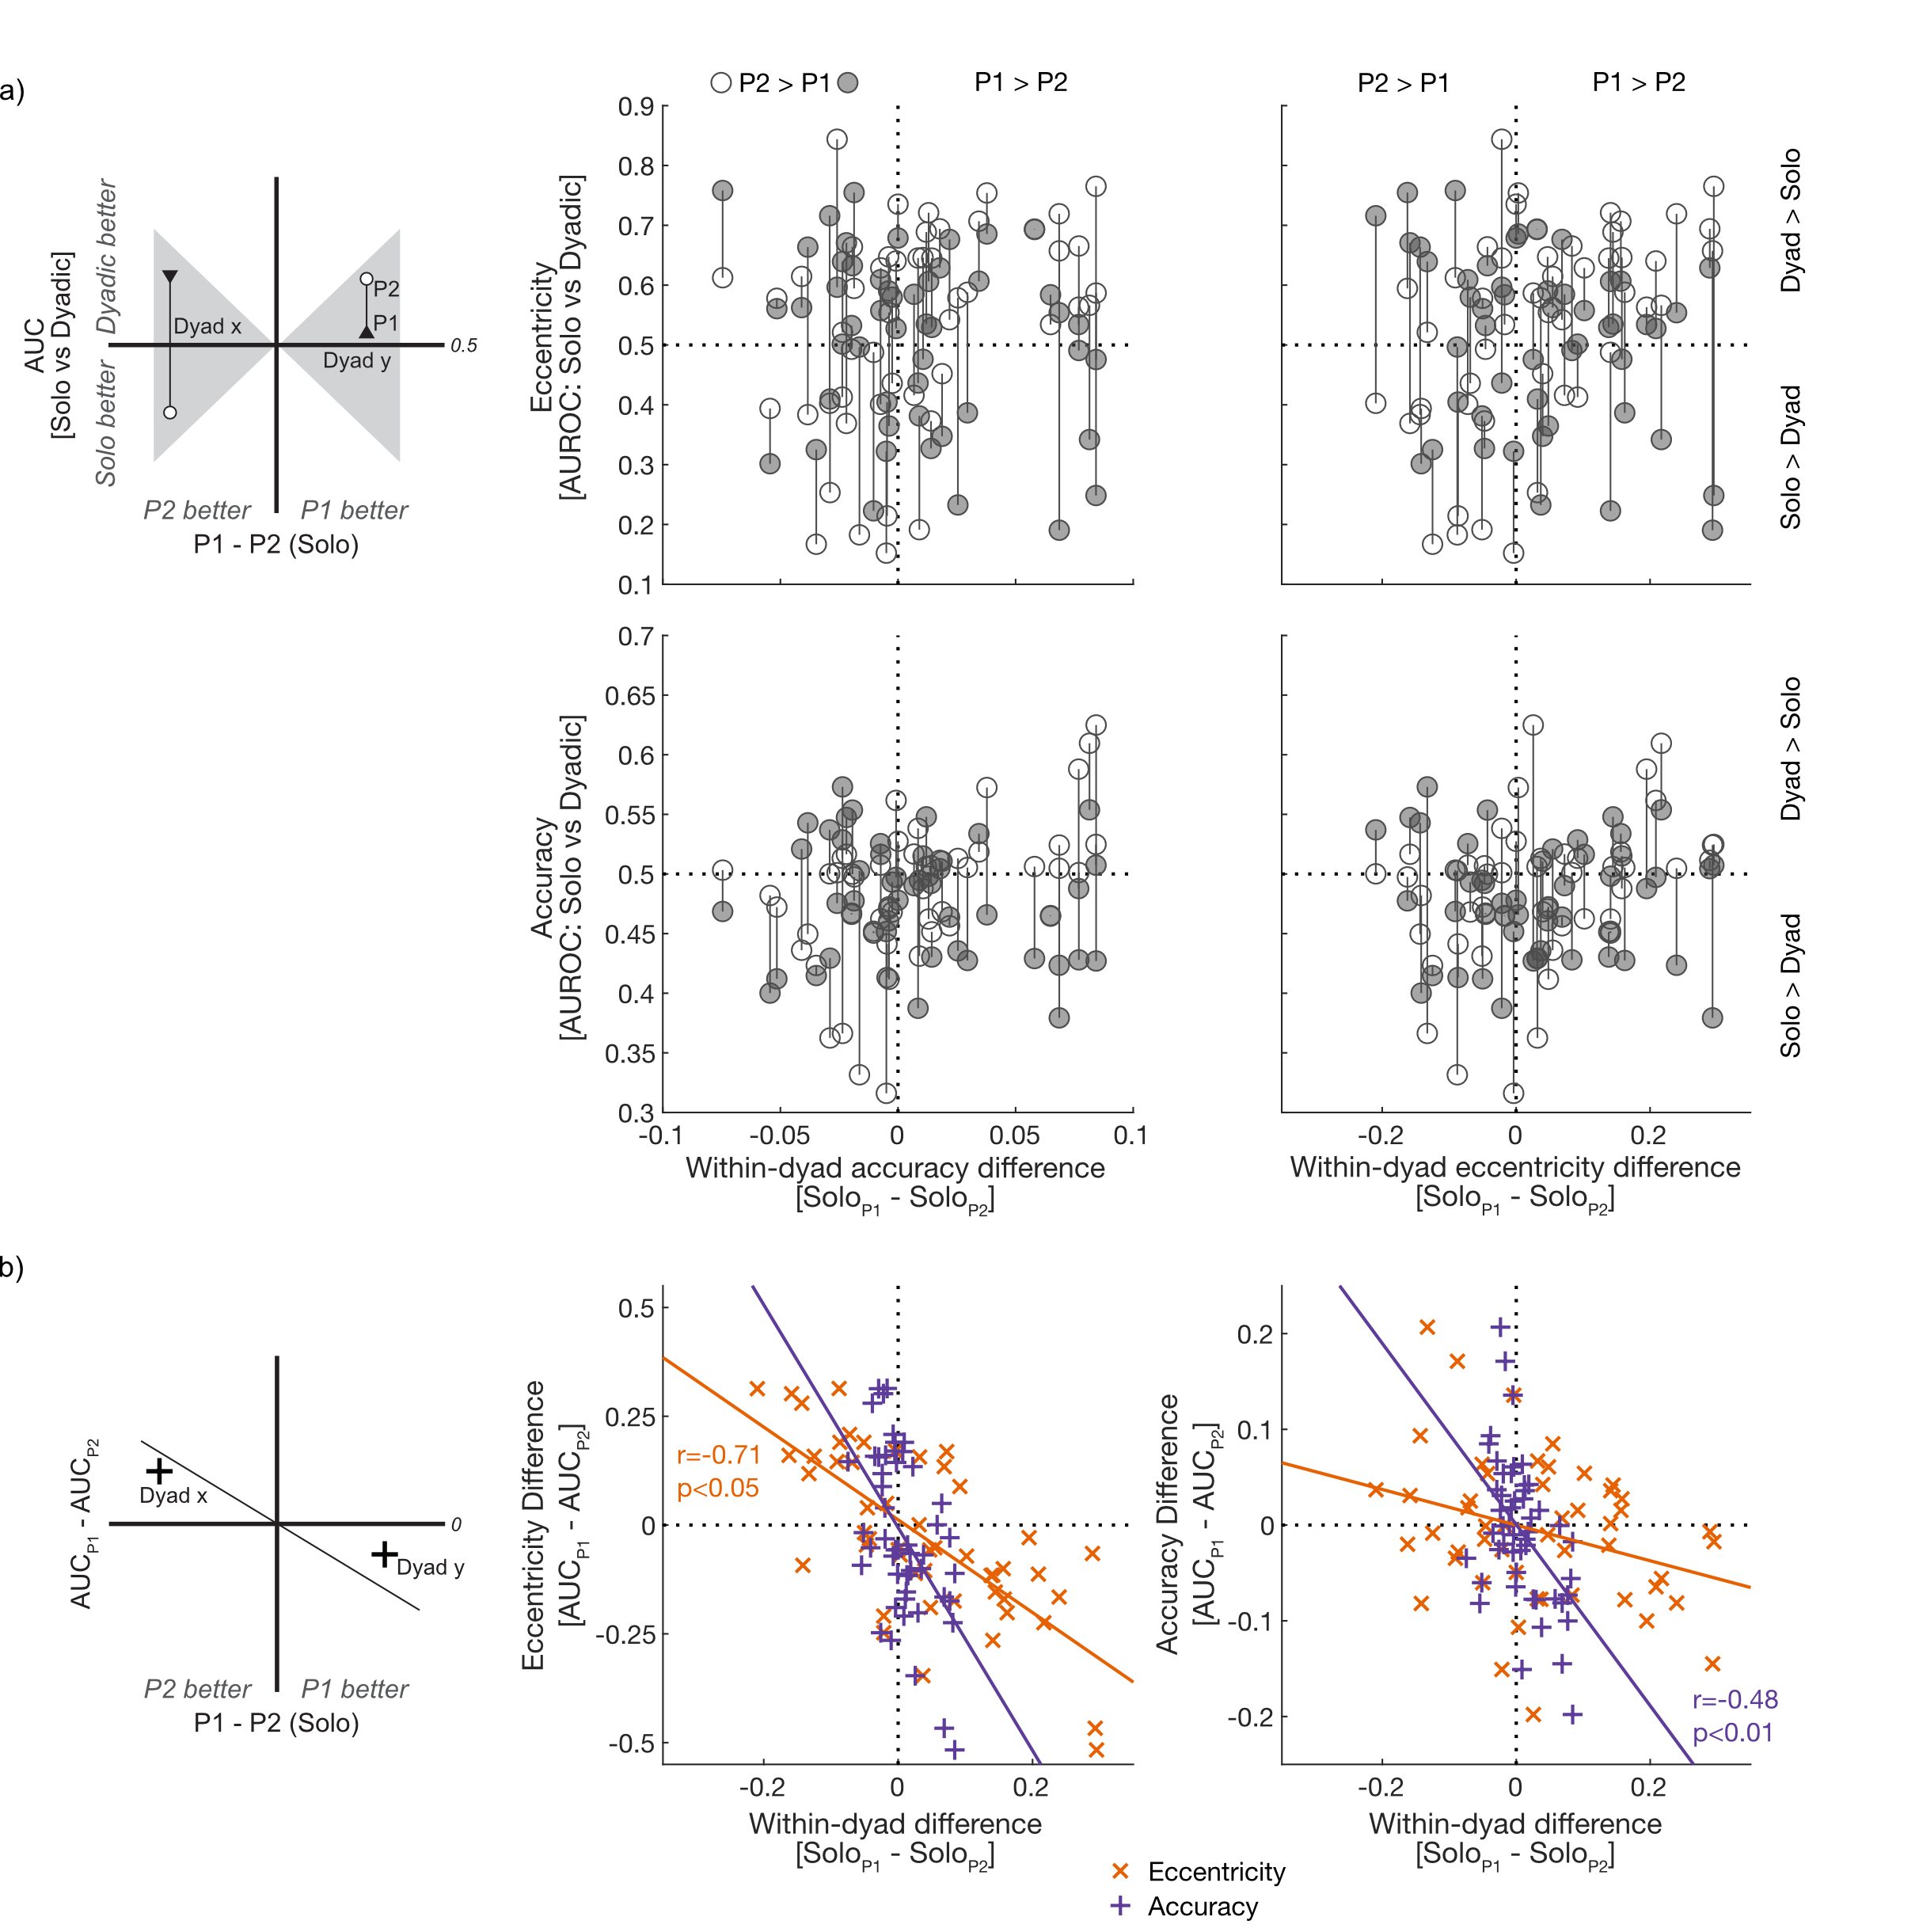 a)
AUC
[Solo vs Dyadic]
Solo better Dyadic better
Dyad x
P2
P1
Dyad y
0.5
P2 better P1 better
P1 - P2 (Solo)
P2 > P1 P1 > P2
Eccentricity
[AUROC: Solo vs Dyadic]
0.9
0.8
0.7
0.6
0.5
0.4
0.3
0.2
0.1
P2 > P1 P1 > P2
Solo > Dyad Dyad > Solo
Accuracy
[AUROC: Solo vs Dyadic]
0.7
0.65
0.6
0.55
0.5
0.45
0.4
0.35
0.3
-0.1 -0.05 0 0.05 0.1
Within-dyad accuracy difference
[SoloP1 - SoloP2]
Solo > Dyad Dyad > Solo
-0.2 0 0.2
Within-dyad eccentricity difference
[SoloP1 - SoloP2]
b)
AUCP1 - AUCP2
Dyad x
0
Dyad y
P2 better P1 better
P1 - P2 (Solo)
Eccentricity Difference
[AUCP1 - AUCP2]
0.5
0.25
0
-0.25
-0.5
r=-0.71
p<0.05
-0.2 0 0.2
Within-dyad difference
[SoloP1 - SoloP2]
Accuracy Difference
[AUCP1 - AUCP2]
0.2
0.1
0
-0.1
-0.2
r=-0.48
p<0.01
-0.2 0 0.2
Within-dyad difference
[SoloP1 - SoloP2]
Eccentricity
Accuracy